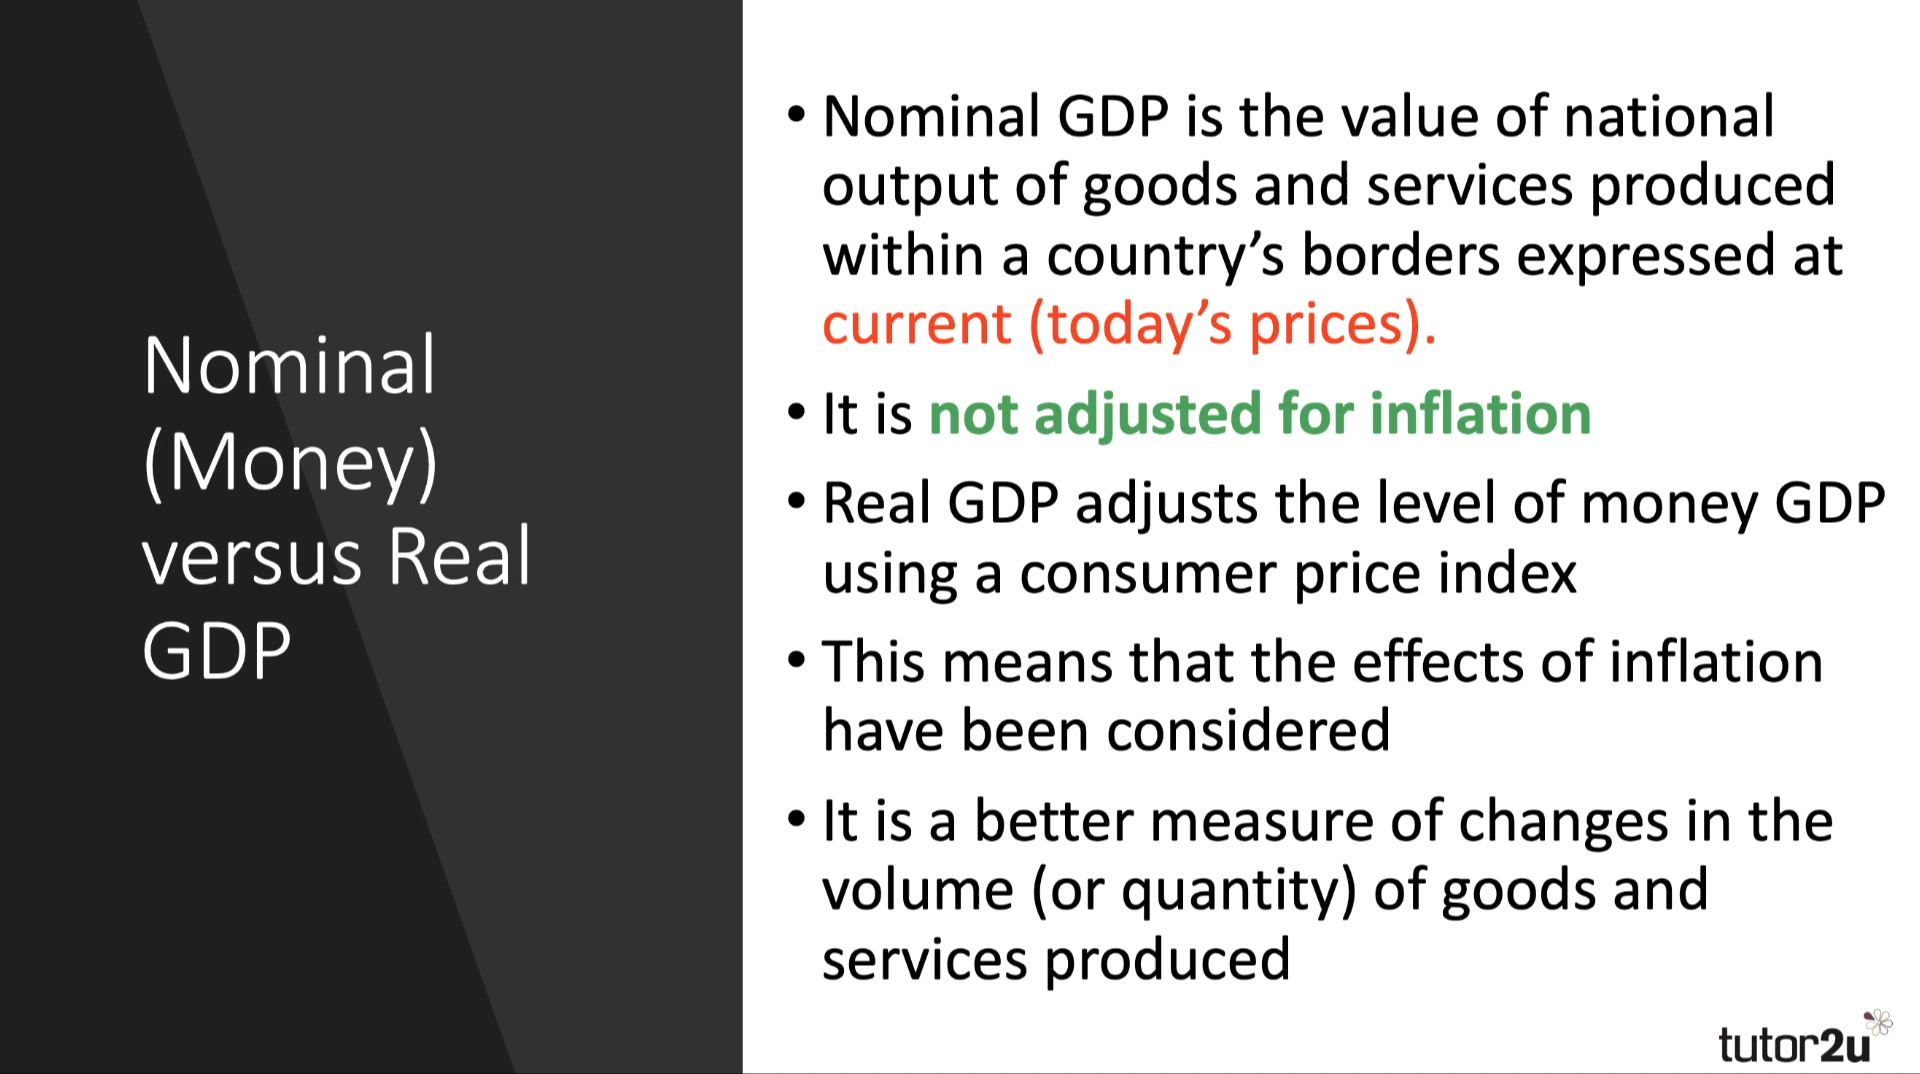 Nominal
(Money)
versus Real
GDP
• Nominal GDP is the value of national
output of goods and services produced
within a country’s borders expressed at
current (today’s prices).
• It is not adjusted for inflation
• Real GDP adjusts the level of money GDP
using a consumer price index
• This means that the effects of inflation
have been considered
• It is a better measure of changes in the
volume (or quantity) of goods and
services produced
tutor2u